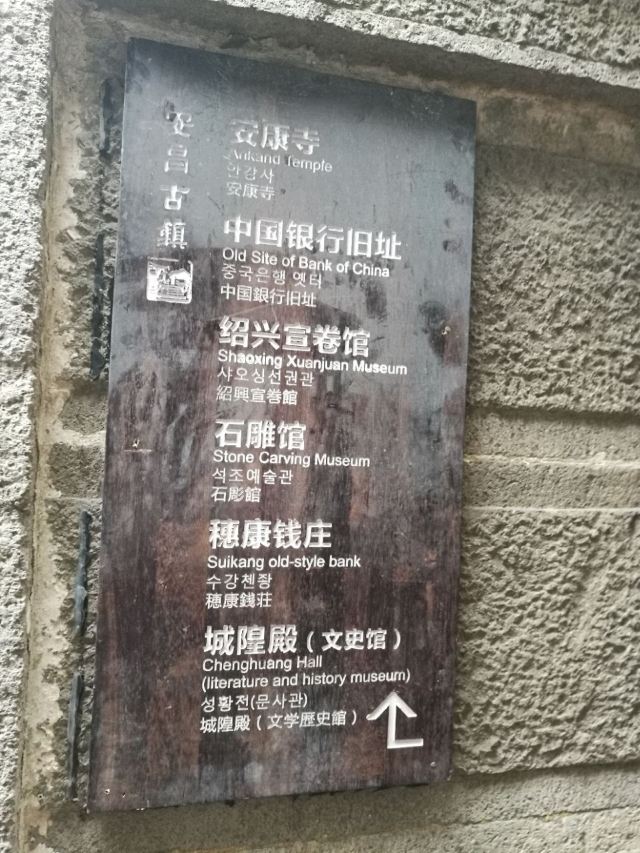 安昌古镇
安康寺
Ankand Temple
안강사
安康寺
中国银行旧址
Old Site of Bank of China
중국은행 옛터
中国銀行旧址
绍兴宣卷馆
Shaoxing Xuanjuan Museum
샤오싱선권관
紹興宣巻館
石雕馆
Stone Carving Museum
석조예술관
石彫館
穗康钱庄
Suikang old-style bank
수강첸좡
穗康銭荘
城隍殿（文史馆）
Chenghuang Hall
(literature and history museum)
성황전(문사관)
城隍殿（文学歴史館）